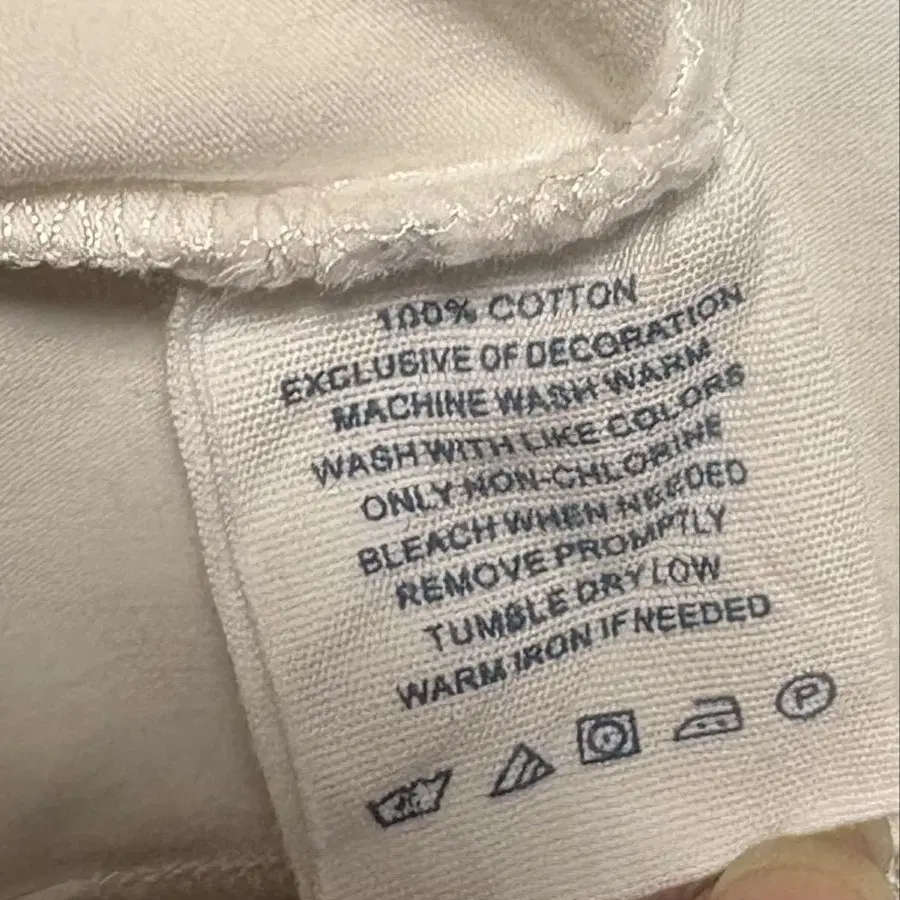 100% COTTON
EXCLUSIVE OF DECORATION
MACHINE WASH WARM
WASH WITH LIKE COLORS
ONLY NON-CHLORINE
BLEACH WHEN NEEDED
REMOVE PROMPTLY
TUMBLE DRY LOW
WARM IRON IF NEEDED
P